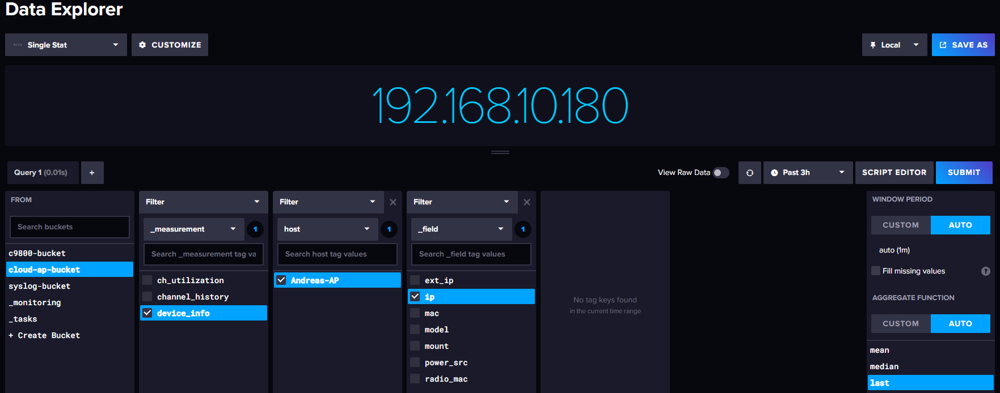 Data Explorer
Single Stat
CUSTOMIZE
Local
SAVE AS
192.168.10.180
Query 1 (0.01s)
+
View Raw Data
Past 3h
SCRIPT EDITOR
SUBMIT
FROM
Search buckets
c9800-bucket
cloud-ap-bucket
syslog-bucket
_monitoring
_tasks
+ Create Bucket
Filter
_measurement
1
Search _measurement tag va
ch_utilization
channel_history
device_info
Filter
host
1
Search host tag values
Andreas-AP
Filter
_field
1
Search _field tag values
ext_ip
ip
mac
model
mount
power_src
radio_mac
No tag keys found
in the current time range
WINDOW PERIOD
CUSTOM
AUTO
auto (1m)
Fill missing values
?
AGGREGATE FUNCTION
CUSTOM
AUTO
mean
median
last